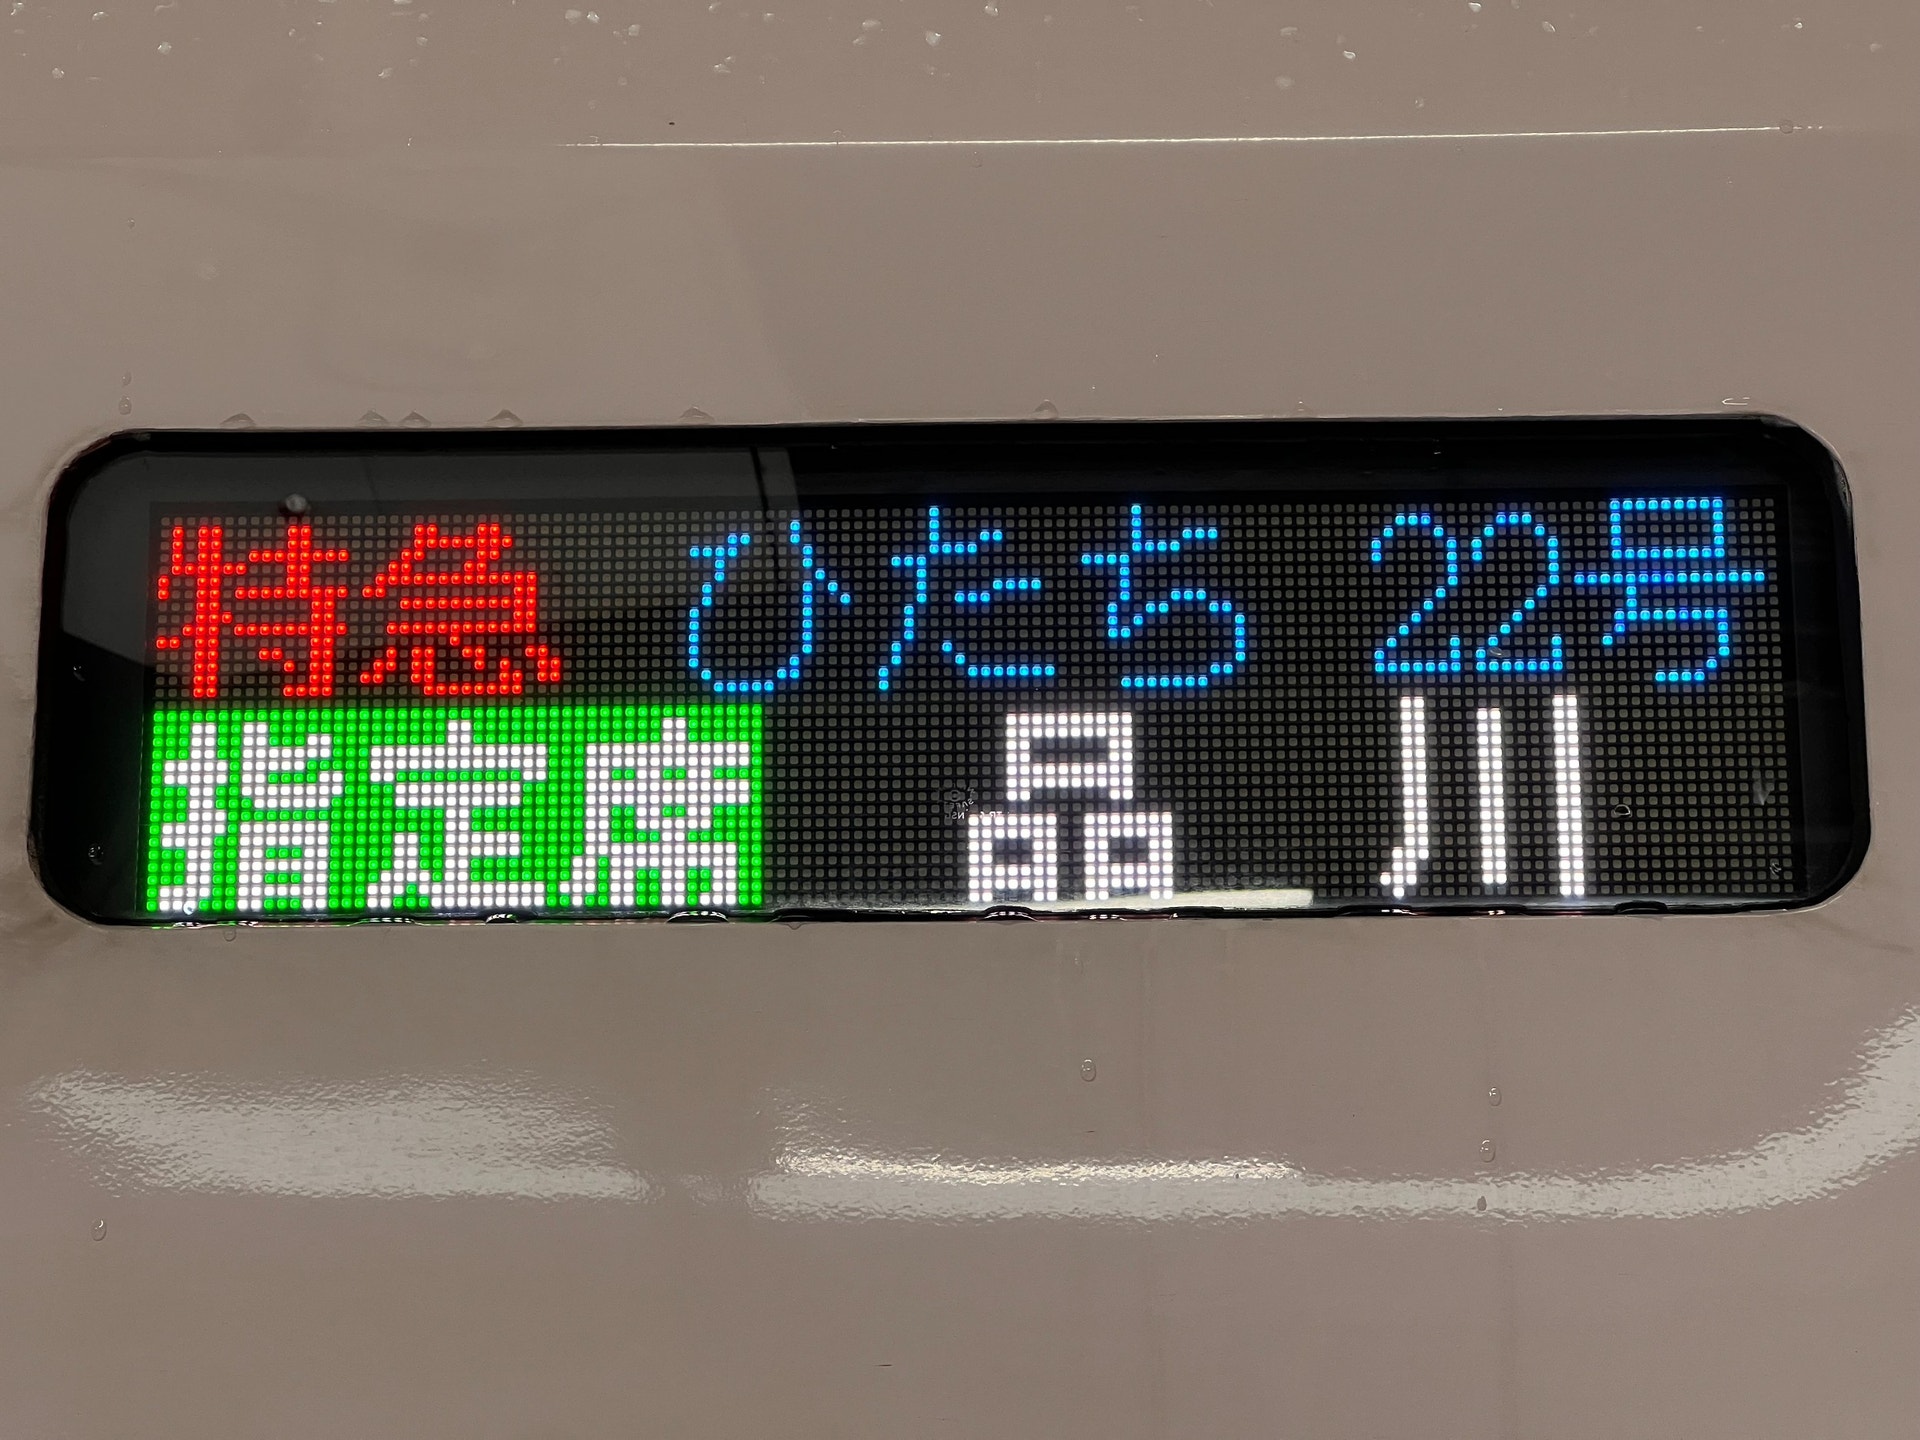 特急 ひたち 22号
指定席 品川